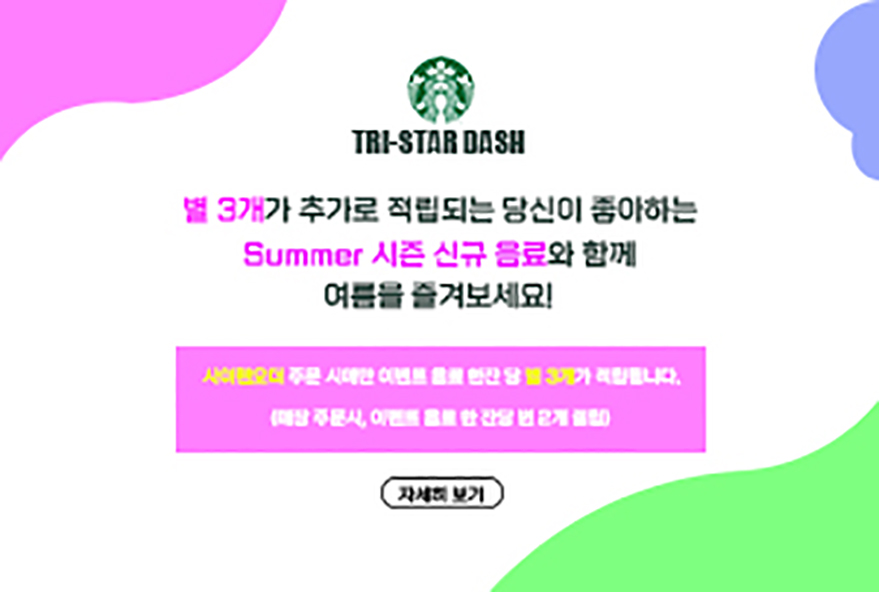 TRI-STAR DASH
별 3개가 추가로 적립되는 당신이 좋아하는
Summer 시즌 신규 음료와 함께
여름을 즐겨보세요!
사이렌오더 주문 시에만 이벤트 음료 한잔 당 별 3개가 적립됩니다.
(매장 주문시, 이벤트 음료 한 잔당 별 2개 적립)
자세히 보기